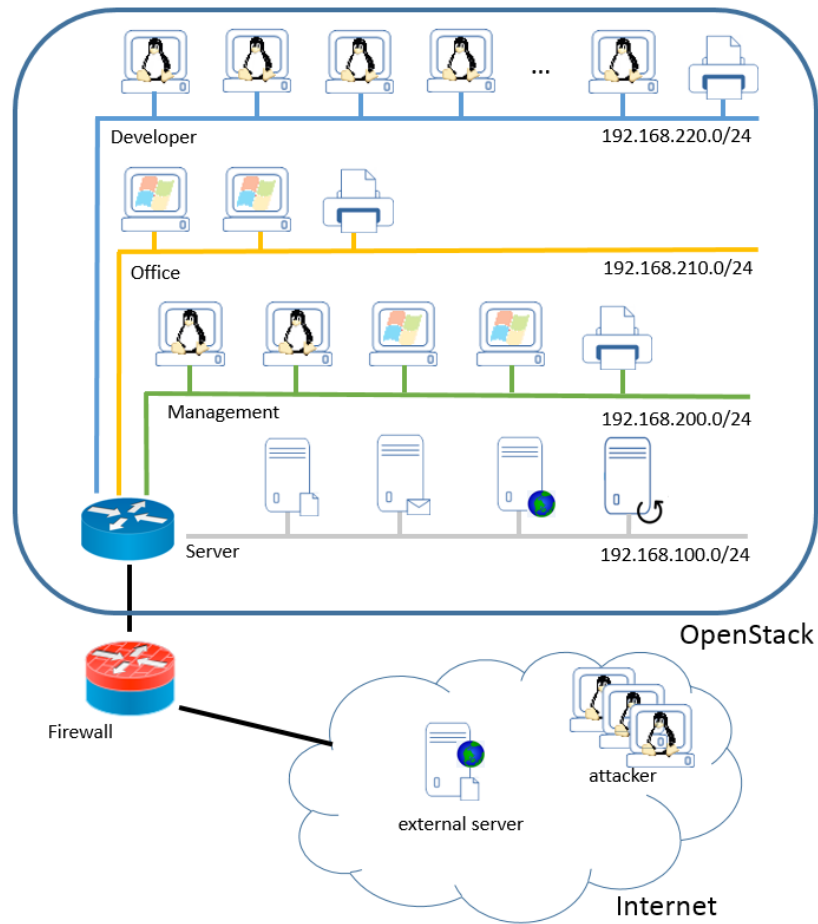 ...
Developer
192.168.220.0/24
Office
192.168.210.0/24
Management
192.168.200.0/24
Server
192.168.100.0/24
OpenStack
Firewall
attacker
external server
Internet